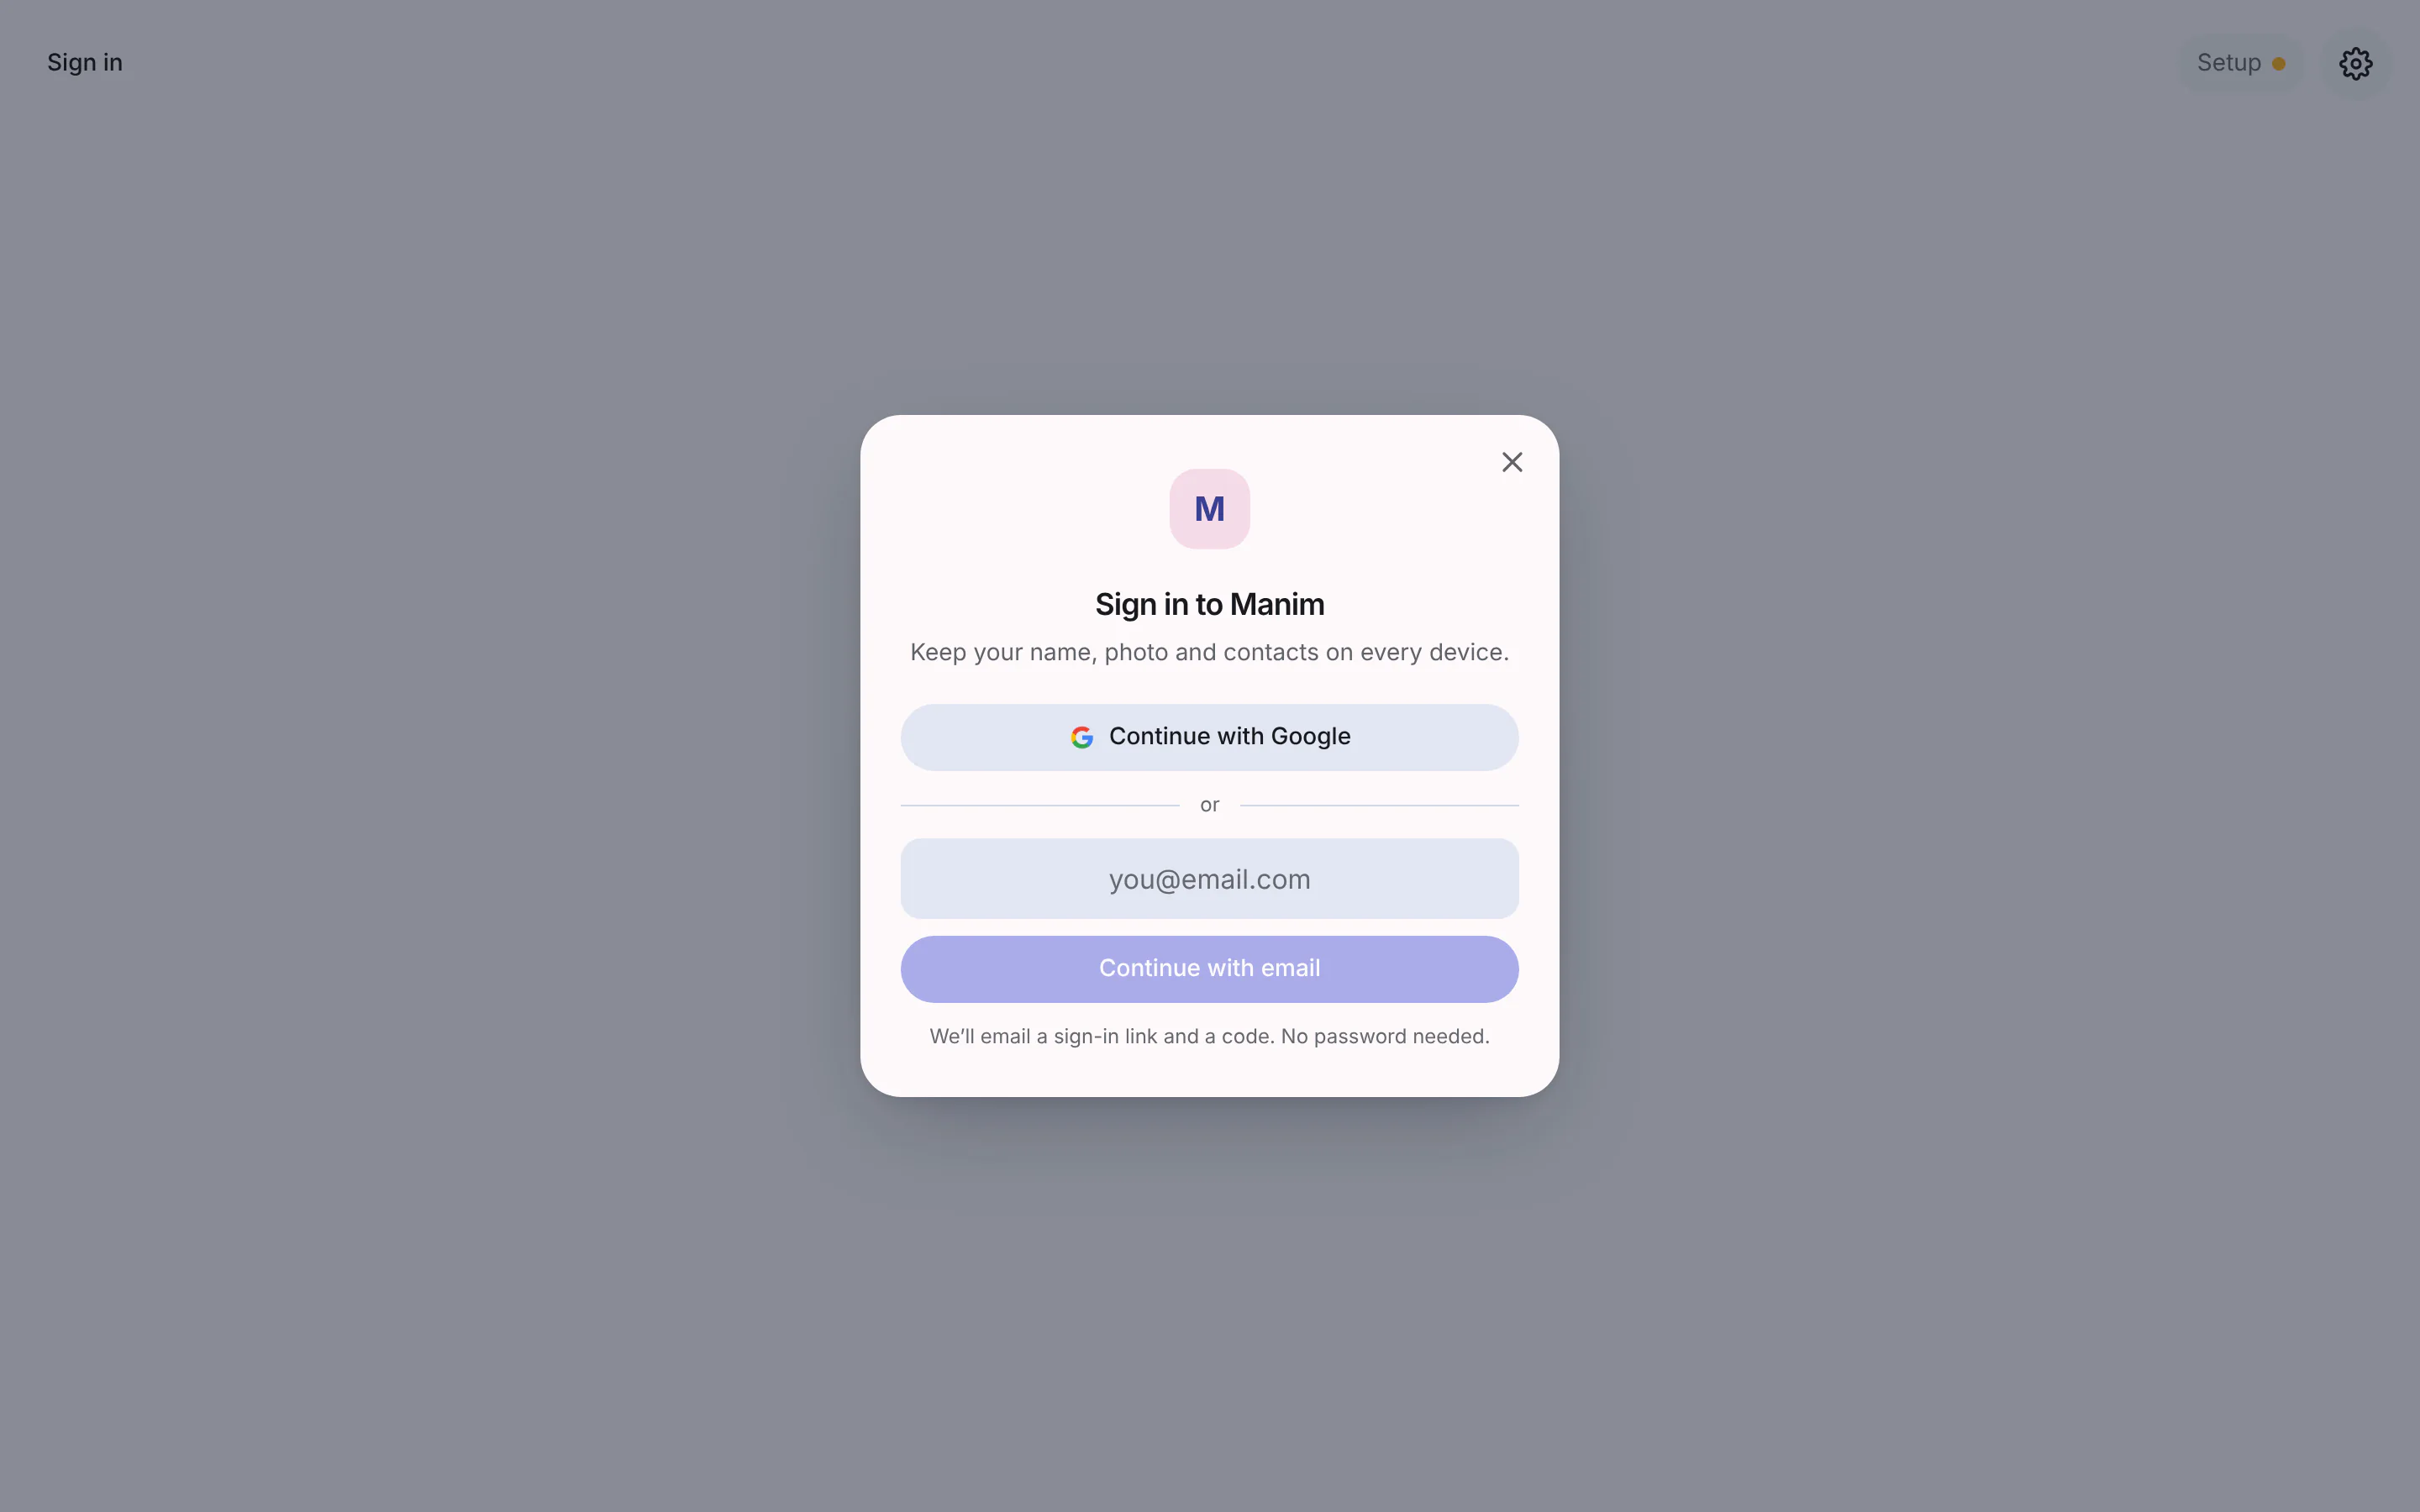 Sign in
Setup
M
Sign in to Manim
Keep your name, photo and contacts on every device.
Continue with Google
or
you@email.com
Continue with email
We’ll email a sign-in link and a code. No password needed.